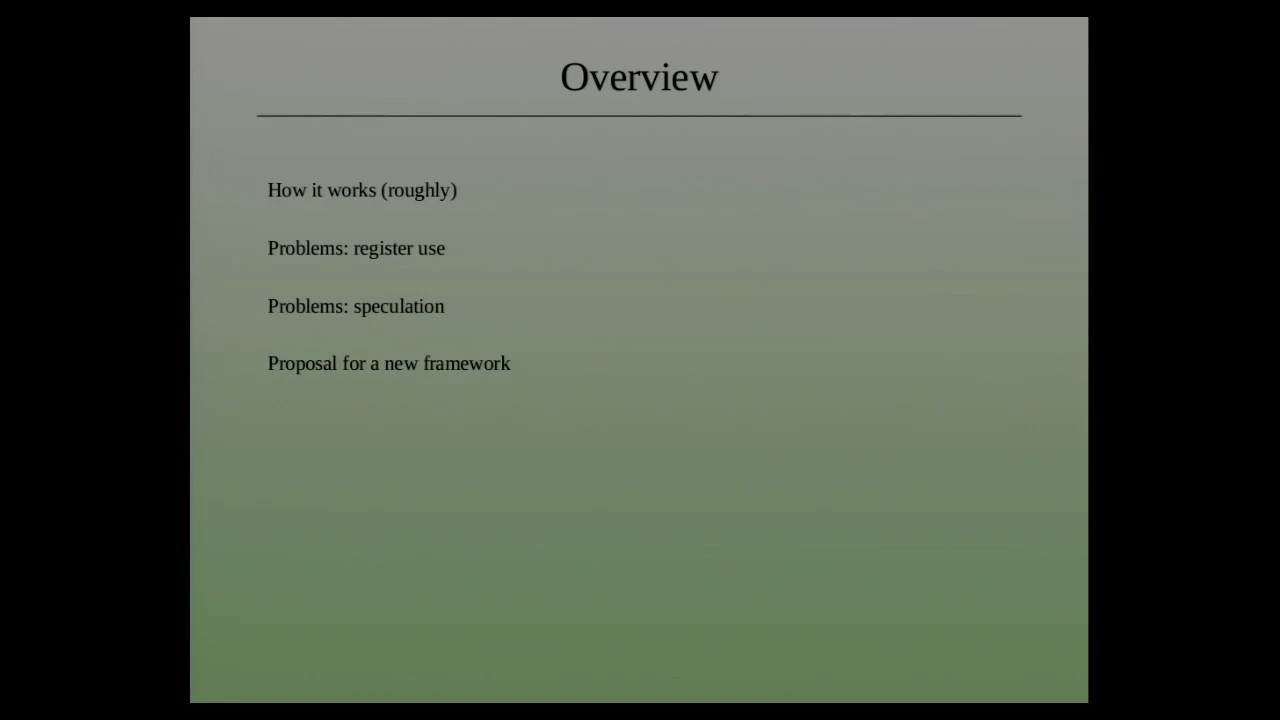 Overview
How it works (roughly)
Problems: register use
Problems: speculation
Proposal for a new framework